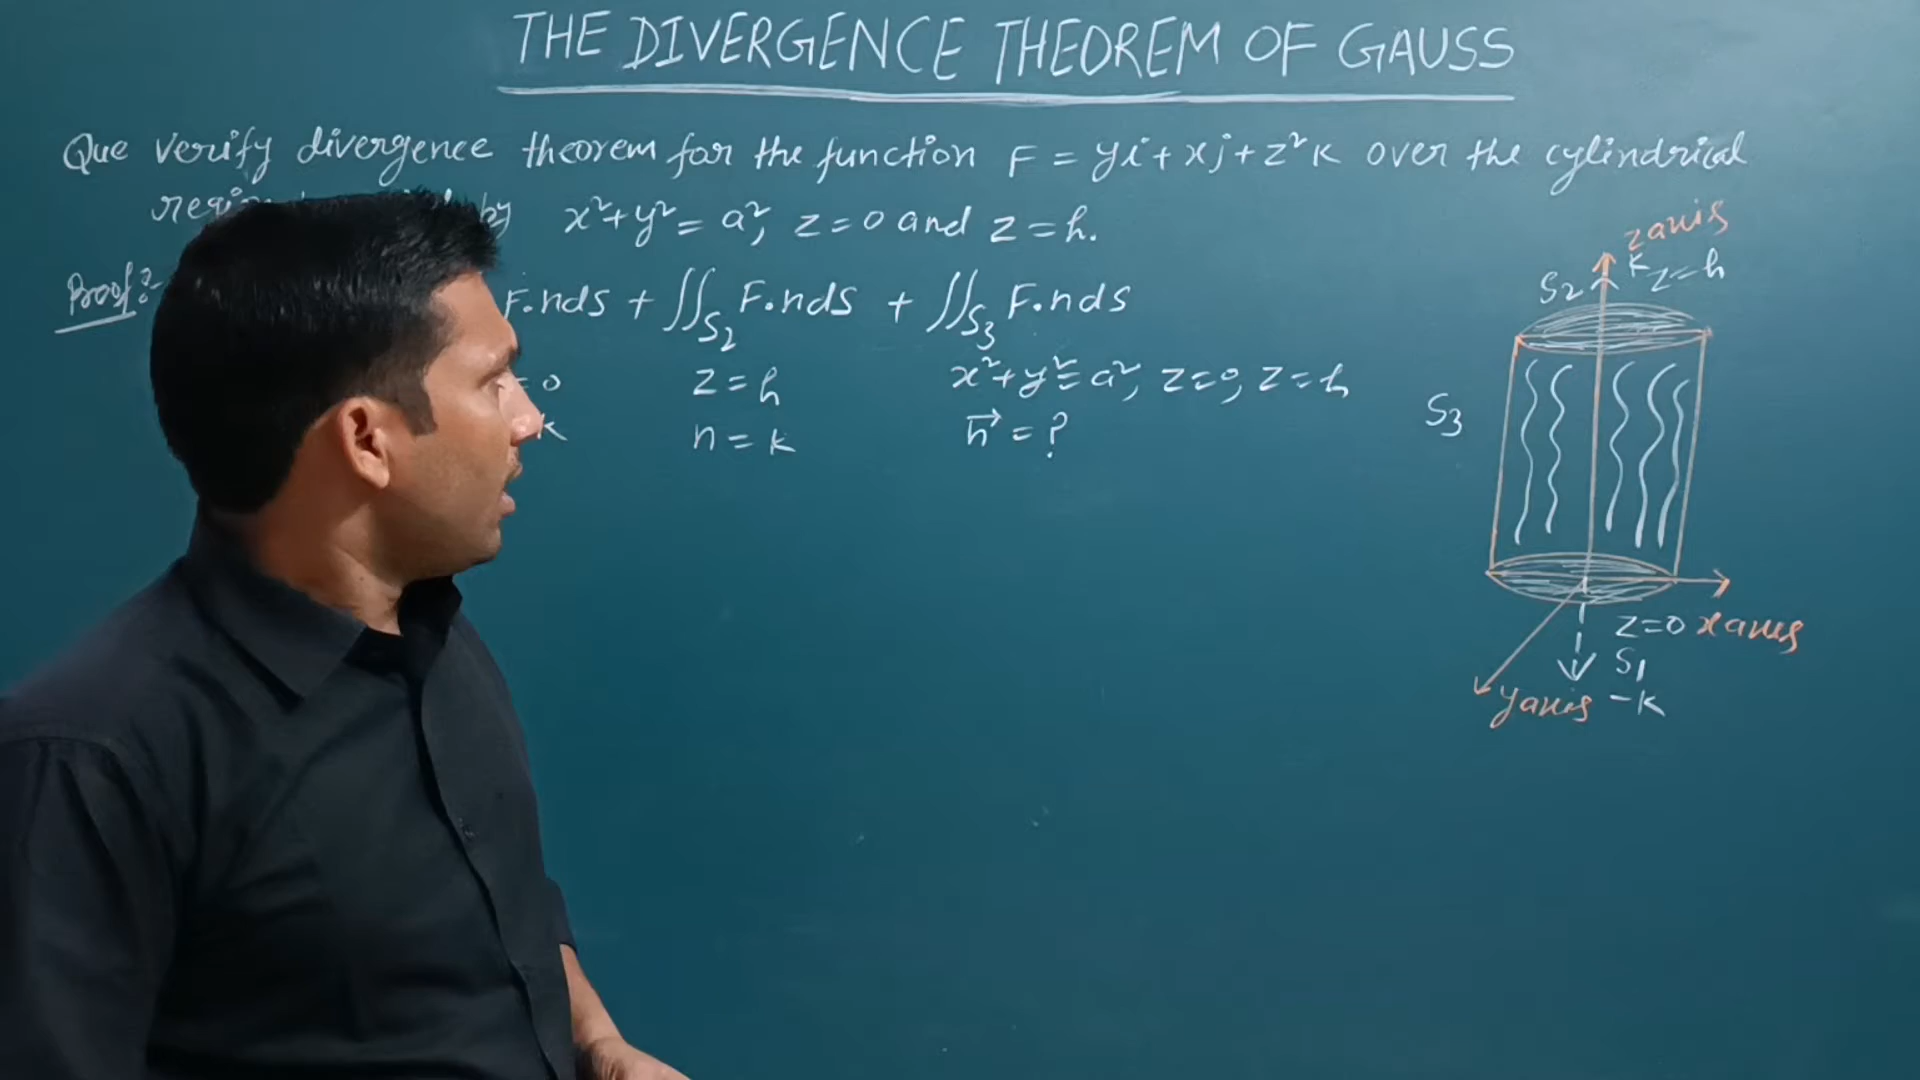 THE DIVERGENCE THEOREM OF GAUSS
Que verify divergence theorem for the function F = yi + xj + z²k over the cylindrical
by x²+y² = a², z=0 and z=h.
Proof:- F.nds + ∬S₂ F.nds + ∬S₃ F.nds
=0 z=h x²+y²=a², z=0, z=h
k n=k n⃗ = ?
z axis
k
S₂ z=h
S₃
z=0 x axis
S₁
y axis -k